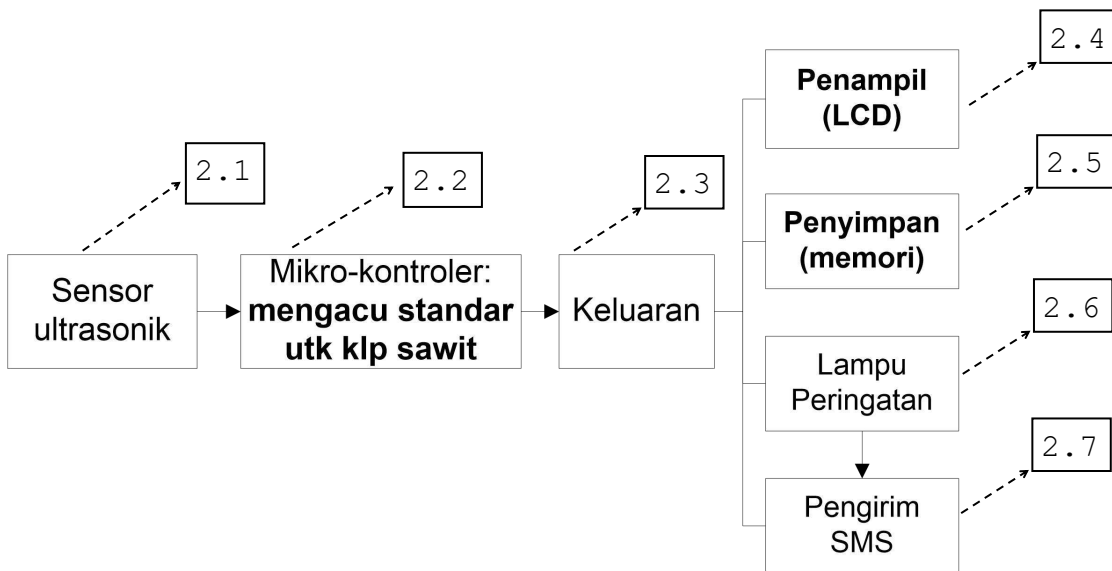 2.4
Penampil
(LCD)
2.1
2.2
2.3
2.5
Penyimpan
(memori)
Sensor
ultrasonik
Mikro-kontroler:
mengacu standar
utk klp sawit
Keluaran
2.6
Lampu
Peringatan
2.7
Pengirim
SMS